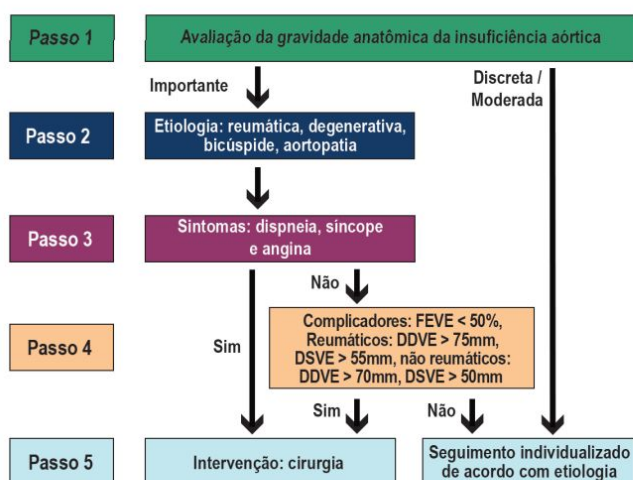 Passo 1
Avaliação da gravidade anatômica da insuficiência aórtica
Importante
Discreta /
Moderada
Passo 2
Etiologia: reumática, degenerativa,
bicúspide, aortopatia
Passo 3
Sintomas: dispneia, síncope
e angina
Não
Passo 4
Complicadores: FEVE < 50%,
Reumáticos: DDVE > 75mm,
DSVE > 55mm, não reumáticos:
DDVE > 70mm, DSVE > 50mm
Sim
Sim
Não
Passo 5
Intervenção: cirurgia
Seguimento individualizado
de acordo com etiologia